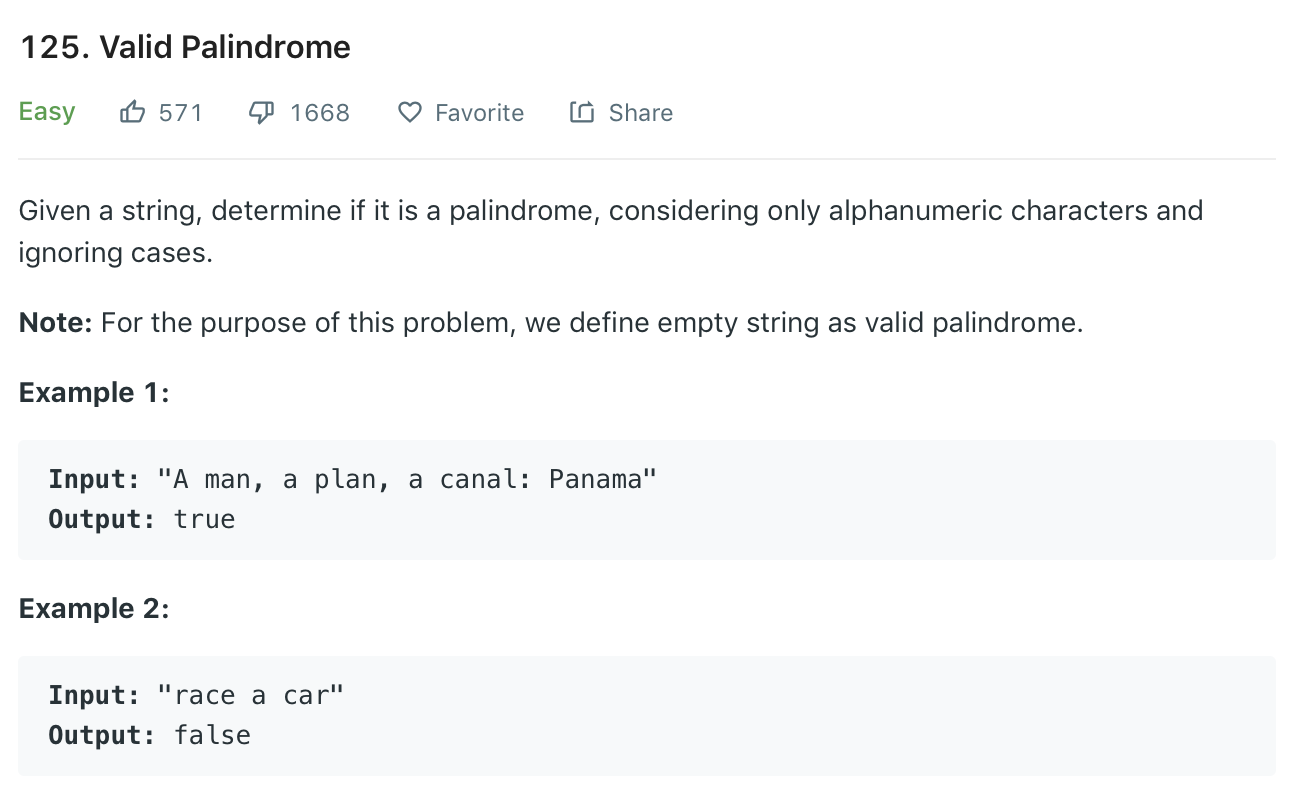 125. Valid Palindrome
Easy 571 1668 Favorite Share
Given a string, determine if it is a palindrome, considering only alphanumeric characters and
ignoring cases.
Note: For the purpose of this problem, we define empty string as valid palindrome.
Example 1:
Input: "A man, a plan, a canal: Panama"
Output: true
Example 2:
Input: "race a car"
Output: false